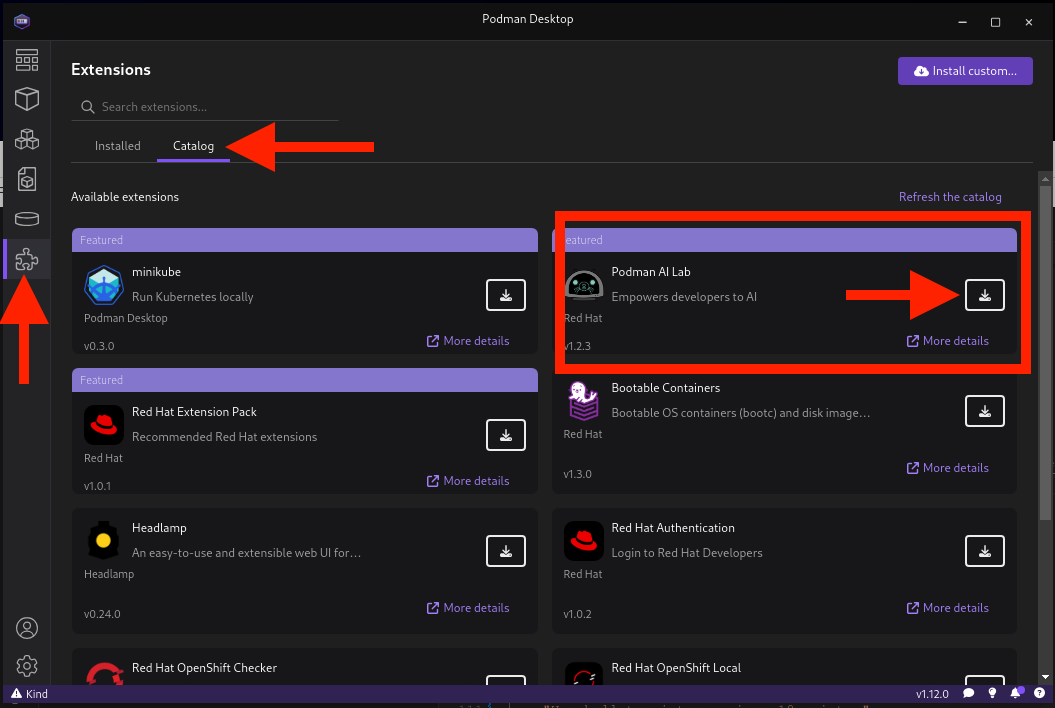 Podman Desktop
Extensions
Install custom...
Search extensions...
Installed
Catalog
Available extensions
Refresh the catalog
Featured
minikube
Run Kubernetes locally
Podman Desktop
v0.3.0
More details
eatured
Podman AI Lab
Empowers developers to AI
Red Hat
v1.2.3
More details
Featured
Red Hat Extension Pack
Recommended Red Hat extensions
Red Hat
v1.0.1
More details
Bootable Containers
Bootable OS containers (bootc) and disk image…
Red Hat
v1.3.0
More details
Headlamp
An easy-to-use and extensible web UI for…
Headlamp
v0.24.0
More details
Red Hat Authentication
Login to Red Hat Developers
Red Hat
v1.0.2
More details
Red Hat OpenShift Checker
Red Hat OpenShift Local
Kind
v1.12.0